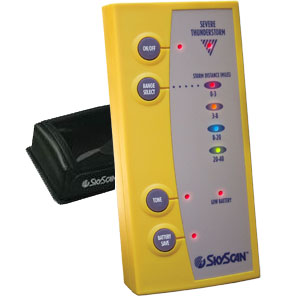 SEVERE
THUNDERSTORM
ON/OFF
STORM DISTANCE (MILES)
RANGE
SELECT
0-3
3-8
8-20
20-40
TONE
LOW BATTERY
BATTERY
SAVE
SKYSCAN
SKYSCAN